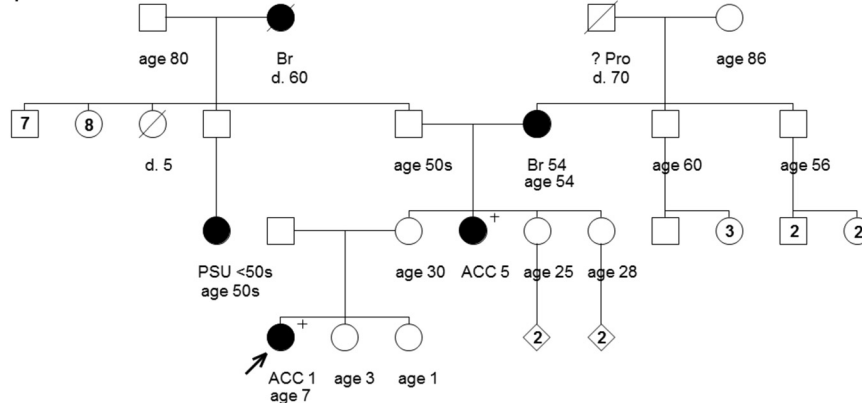 age 80
Br
d. 60
? Pro
d. 70
age 86
7
8
d. 5
age 50s
Br 54
age 54
age 60
age 56
PSU <50s
age 50s
age 30
+
ACC 5
age 25
age 28
3
2
2
+
ACC 1
age 7
age 3
age 1
2
2